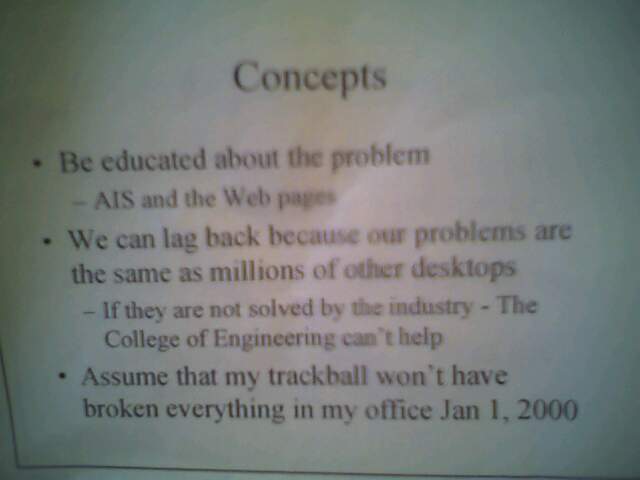 Concepts
• Be educated about the problem
– AIS and the Web pages
• We can lag back because our problems are
the same as millions of other desktops
– If they are not solved by the industry - The
College of Engineering can't help
• Assume that my trackball won't have
broken everything in my office Jan 1, 2000